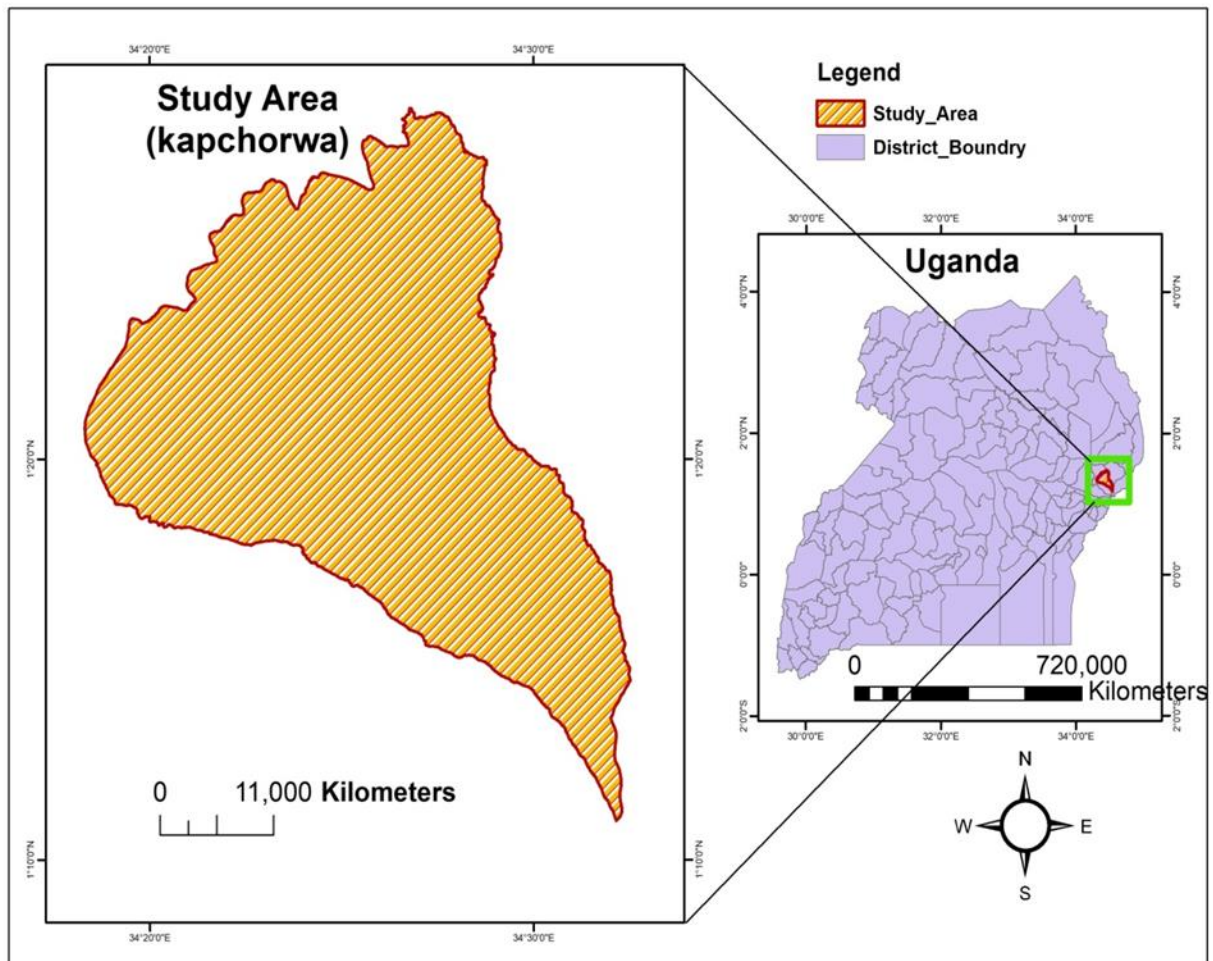 34°20'0"E 34°30'0"E
Study Area
(kapchorwa)
1°20'0"N 1°20'0"N
0 11,000 Kilometers
1°10'0"N 1°10'0"N
34°20'0"E 34°30'0"E
Legend
Study_Area
District_Boundry
30°0'0"E 32°0'0"E 34°0'0"E
Uganda
4°0'0"N 4°0'0"N
2°0'0"N 2°0'0"N
0°0'0" 0°0'0"
0 720,000
Kilometers
2°0'0"S 2°0'0"S
30°0'0"E 32°0'0"E 34°0'0"E
N
W E
S